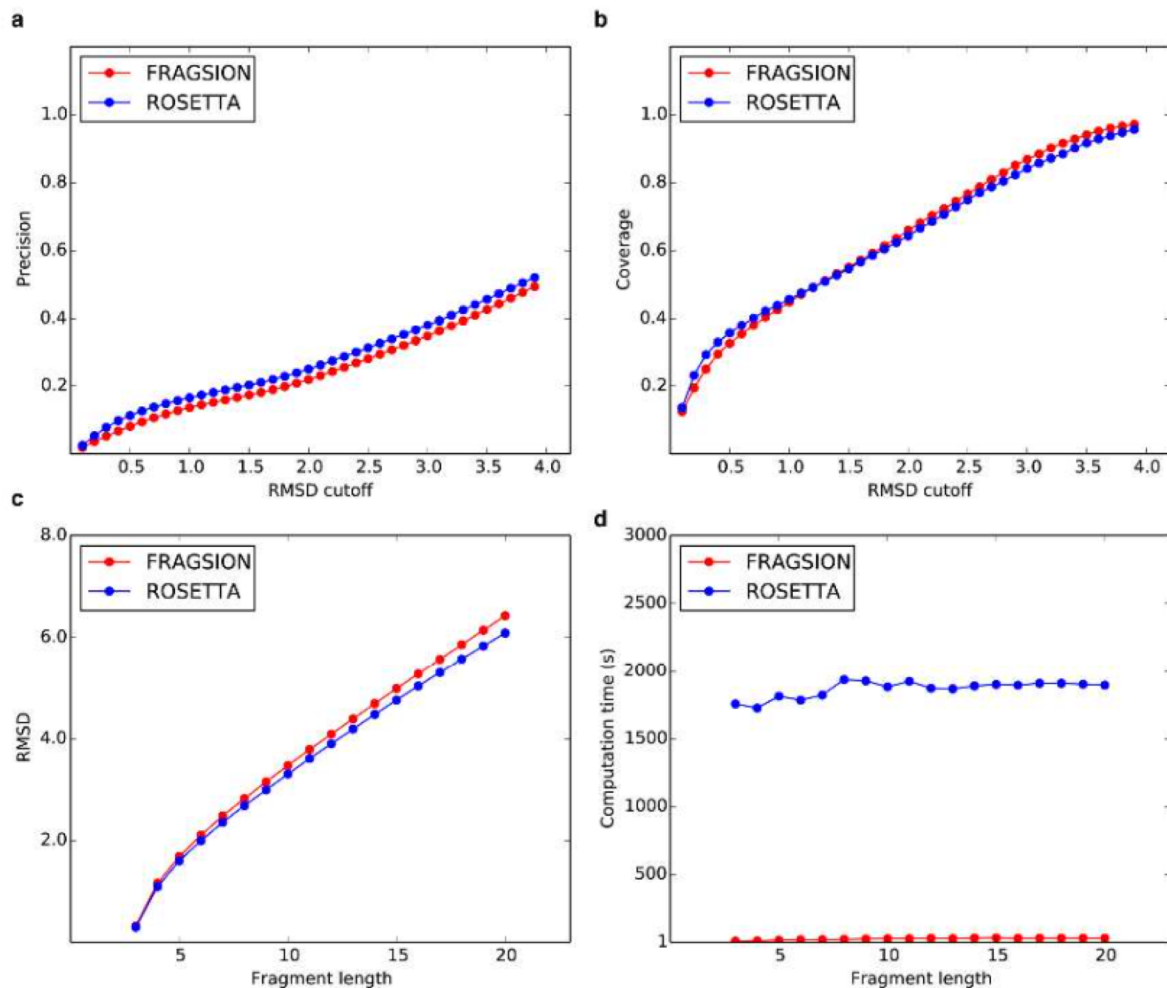 a
FRAGSION
ROSETTA
1.0
0.8
0.6
0.4
0.2
Precision
0.5 1.0 1.5 2.0 2.5 3.0 3.5 4.0
RMSD cutoff
b
FRAGSION
ROSETTA
1.0
0.8
0.6
0.4
0.2
Coverage
0.5 1.0 1.5 2.0 2.5 3.0 3.5 4.0
RMSD cutoff
c
FRAGSION
ROSETTA
8.0
6.0
4.0
2.0
RMSD
5 10 15 20
Fragment length
d
FRAGSION
ROSETTA
3000
2500
2000
1500
1000
500
1
Computation time (s)
5 10 15 20
Fragment length